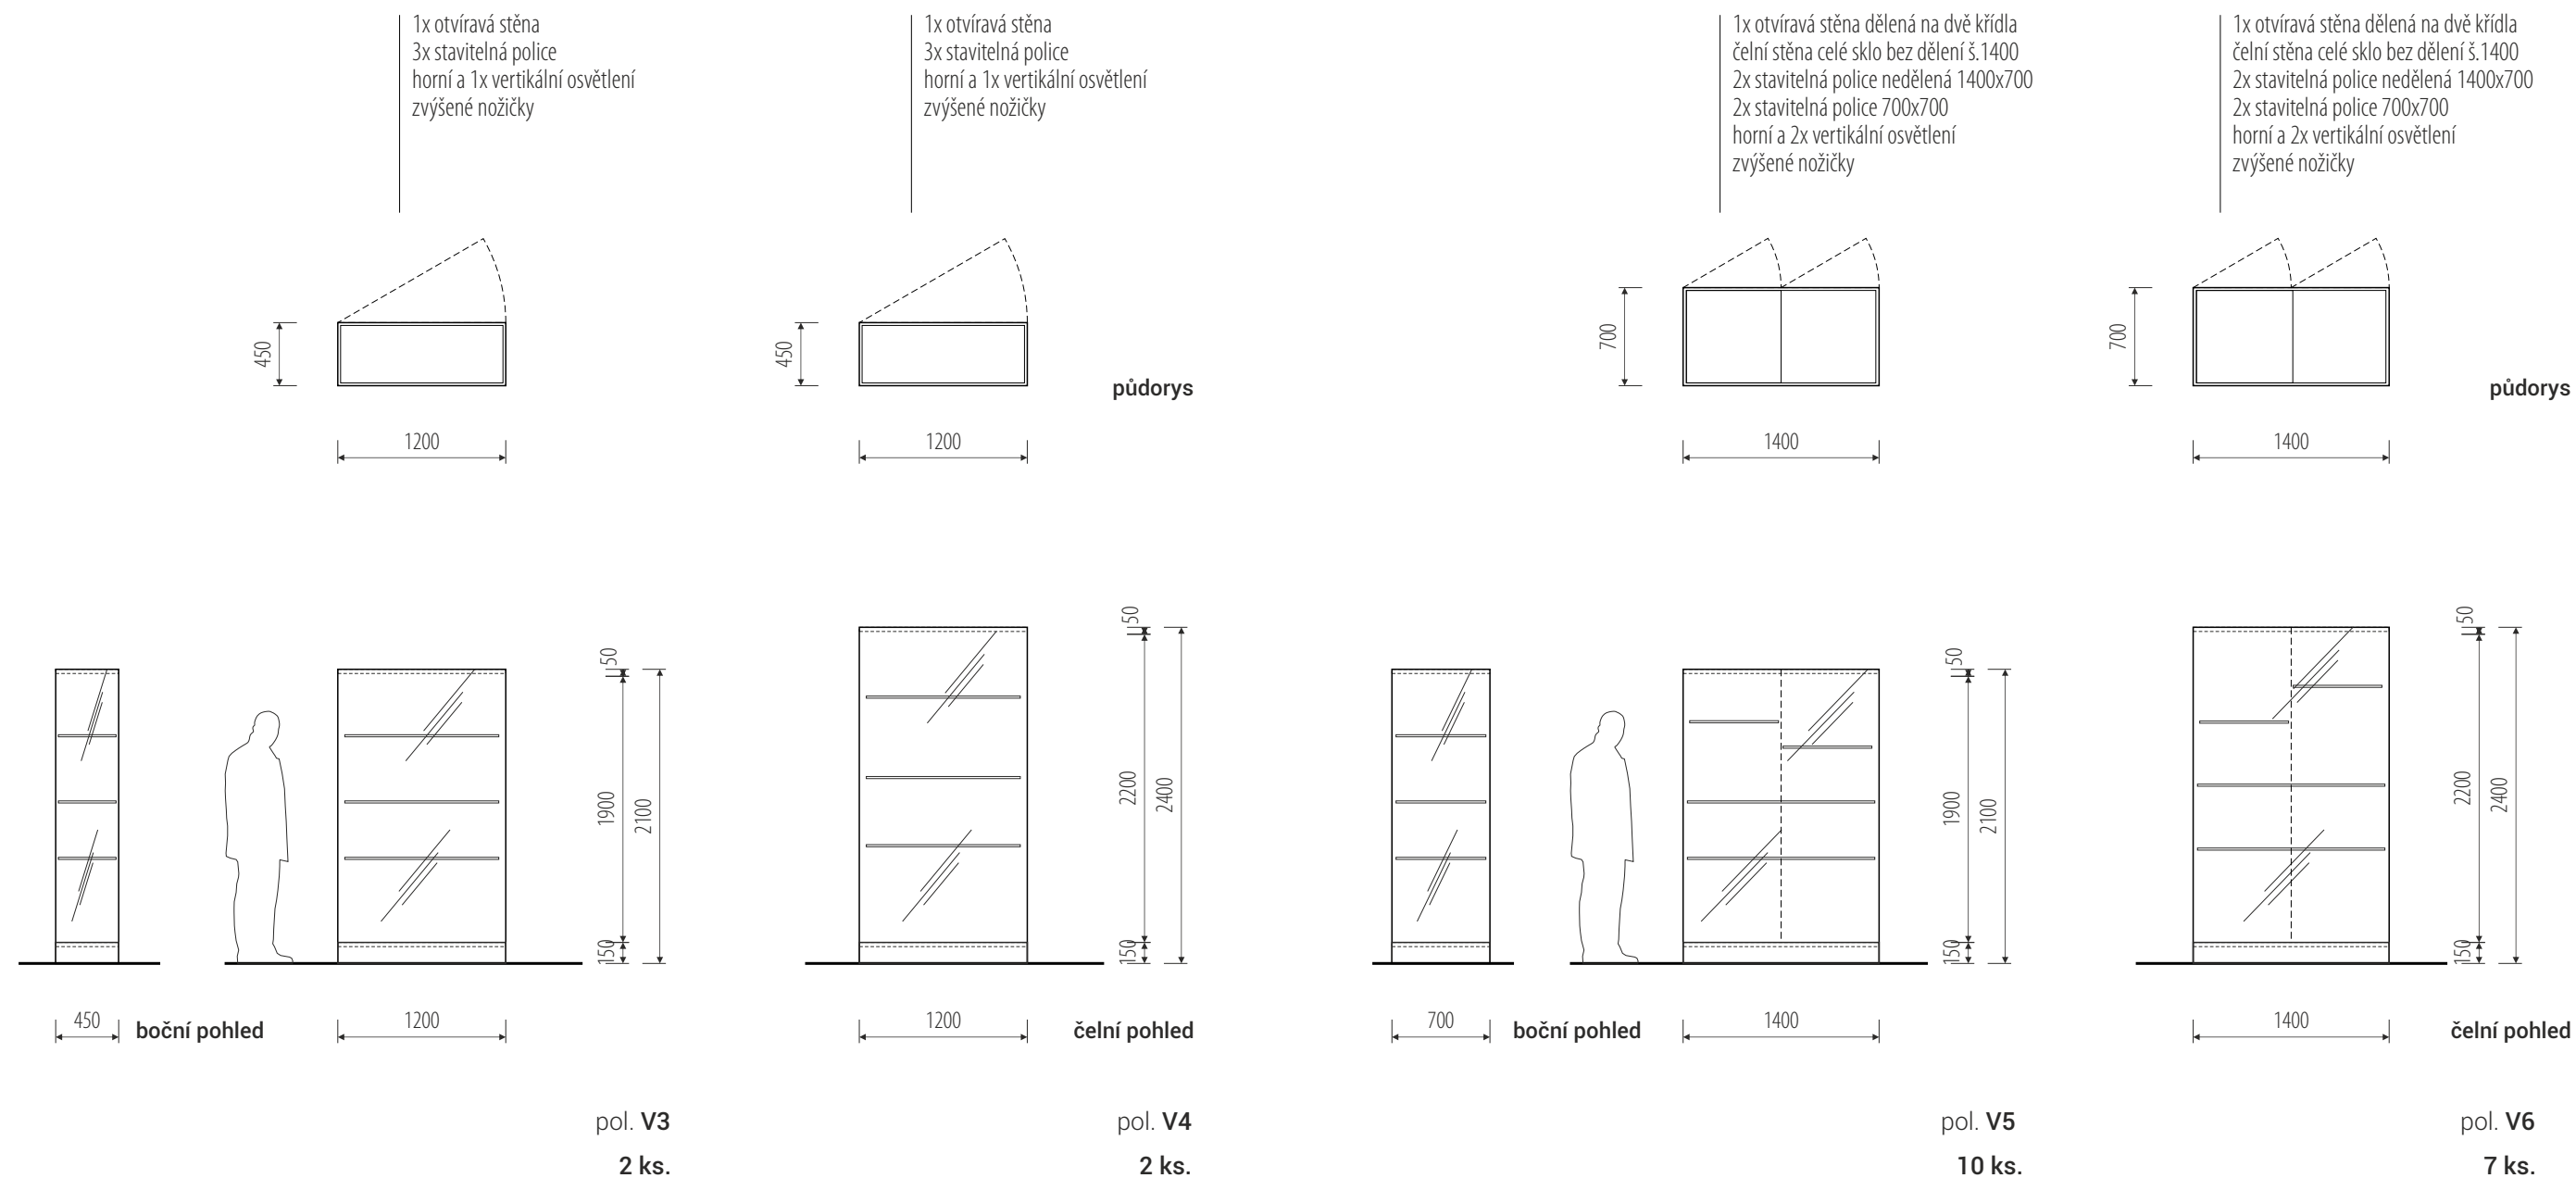 1x otvíravá stěna
3x stavitelná police
horní a 1x vertikální osvětlení
zvýšené nožičky
1x otvíravá stěna
3x stavitelná police
horní a 1x vertikální osvětlení
zvýšené nožičky
1x otvíravá stěna dělená na dvě křídla
čelní stěna celé sklo bez dělení š.1400
2x stavitelná police nedělená 1400x700
2x stavitelná police 700x700
horní a 2x vertikální osvětlení
zvýšené nožičky
1x otvíravá stěna dělená na dvě křídla
čelní stěna celé sklo bez dělení š.1400
2x stavitelná police nedělená 1400x700
2x stavitelná police 700x700
horní a 2x vertikální osvětlení
zvýšené nožičky
450
450
půdorys
700
700
půdorys
1200
1200
1400
1400
50
1900
2100
150
50
2200
2400
150
50
1900
2100
150
50
2200
2400
150
450
boční pohled
1200
1200
čelní pohled
700
boční pohled
1400
1400
čelní pohled
pol. V3
2 ks.
pol. V4
2 ks.
pol. V5
10 ks.
pol. V6
7 ks.